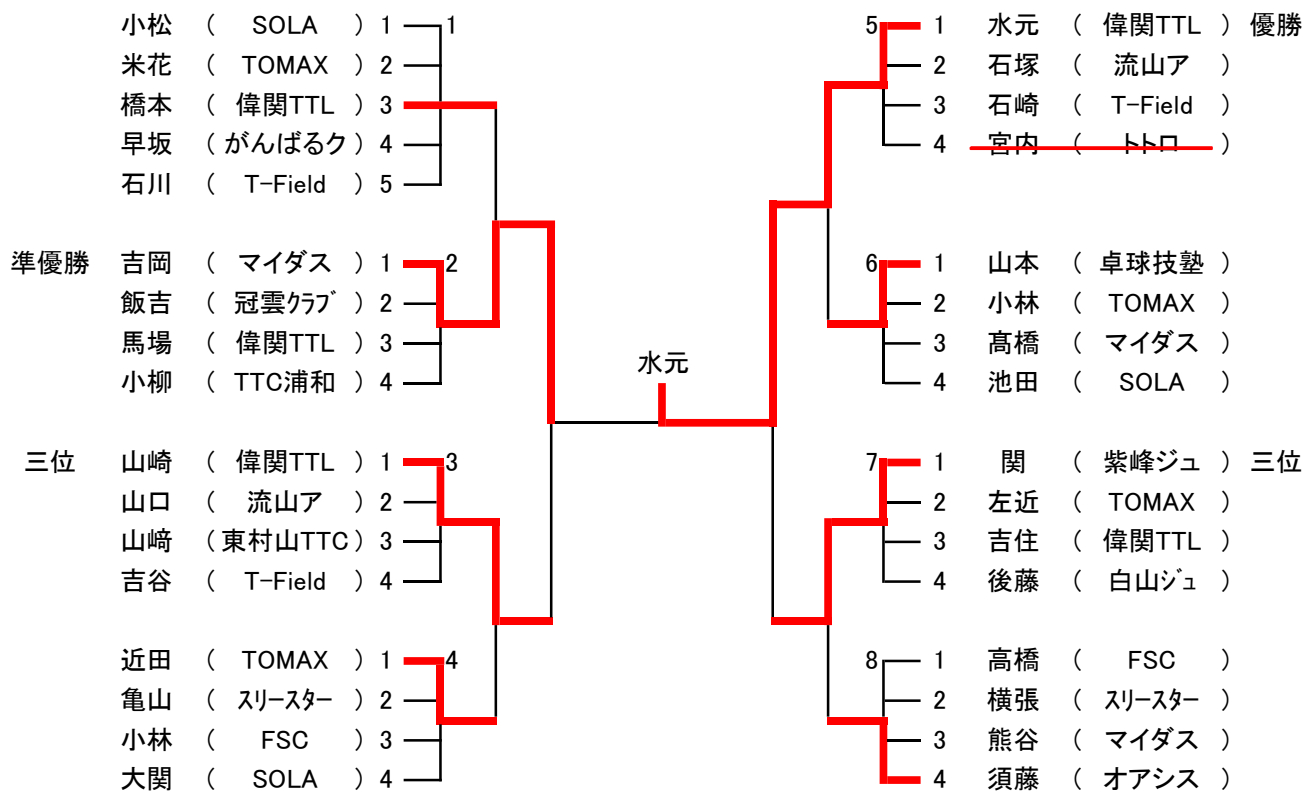 小松 ( SOLA ) 1 1
米花 ( TOMAX ) 2
橋本 ( 偉関TTL ) 3
早坂 ( がんばるク ) 4
石川 ( T-Field ) 5
準優勝 吉岡 ( マイダス ) 1 2
飯吉 ( 冠雲クラブ ) 2
馬場 ( 偉関TTL ) 3
小柳 ( TTC浦和 ) 4
三位 山崎 ( 偉関TTL ) 1 3
山口 ( 流山ア ) 2
山﨑 ( 東村山TTC ) 3
吉谷 ( T-Field ) 4
近田 ( TOMAX ) 1 4
亀山 ( スリースター ) 2
小林 ( FSC ) 3
大関 ( SOLA ) 4
水元
5 1 水元 ( 偉関TTL ) 優勝
2 石塚 ( 流山ア )
3 石崎 ( T-Field )
4 宮内 ( トトロ )
6 1 山本 ( 卓球技塾 )
2 小林 ( TOMAX )
3 髙橋 ( マイダス )
4 池田 ( SOLA )
7 1 関 ( 紫峰ジュ ) 三位
2 左近 ( TOMAX )
3 吉住 ( 偉関TTL )
4 後藤 ( 白山ジュ )
8 1 高橋 ( FSC )
2 横張 ( スリースター )
3 熊谷 ( マイダス )
4 須藤 ( オアシス )